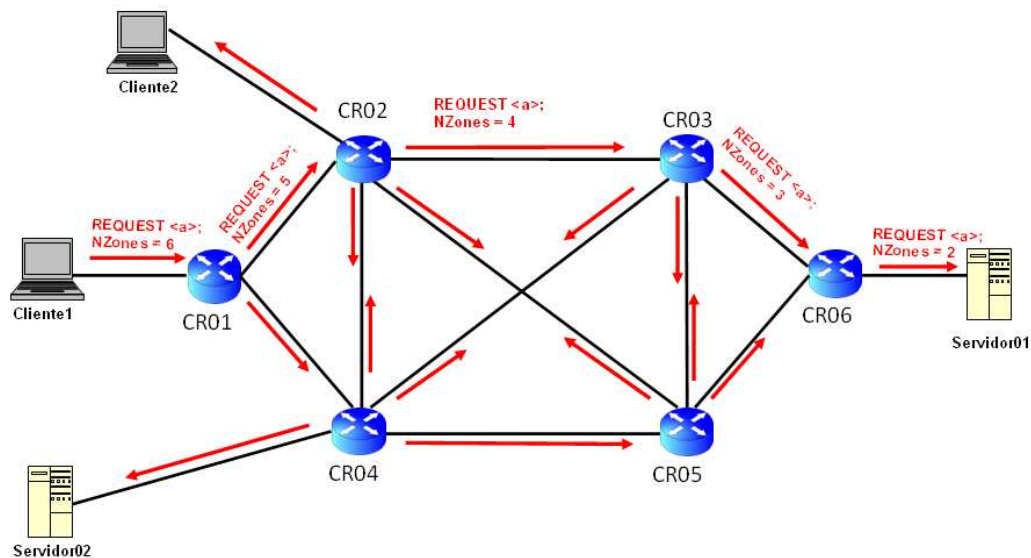 Cliente2
CR02
REQUEST <a>;
NZones = 4
CR03
REQUEST <a>;
NZones = 3
REQUEST <a>;
NZones = 5
REQUEST <a>;
NZones = 6
REQUEST <a>;
NZones = 2
Cliente1
CR01
CR06
Servidor01
CR04
CR05
Servidor02